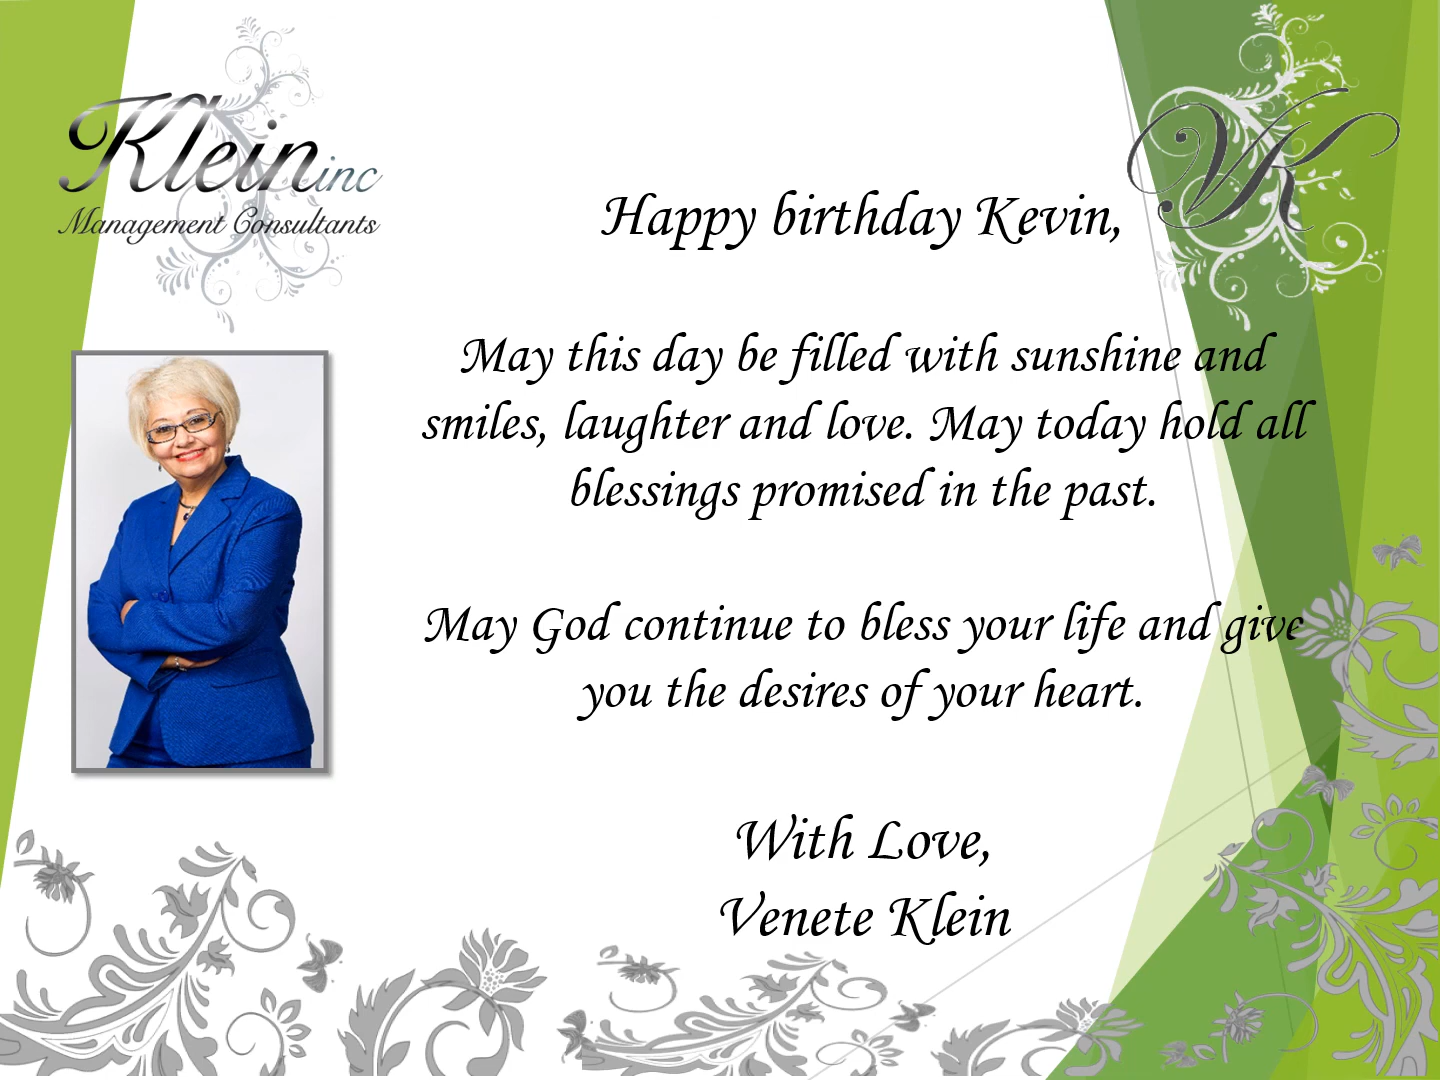 Klein inc
Management Consultants
VK
Happy birthday Kevin,
May this day be filled with sunshine and
smiles, laughter and love. May today hold all
blessings promised in the past.
May God continue to bless your life and give
you the desires of your heart.
With Love,
Venete Klein